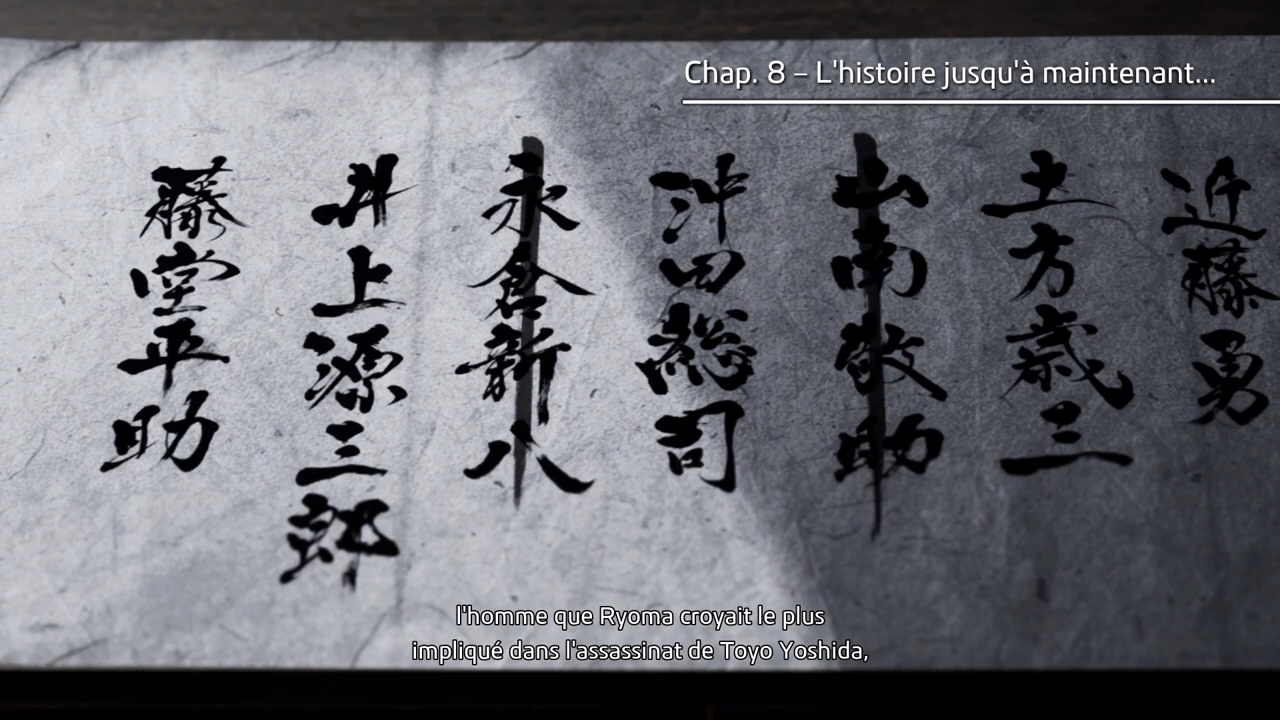 Chap. 8 – L'histoire jusqu'à maintenant...
近藤勇
土方歳三
山南敬助
沖田総司
永倉新八
井上源三郎
藤堂平助
l'homme que Ryoma croyait le plus
impliqué dans l'assassinat de Toyo Yoshida,